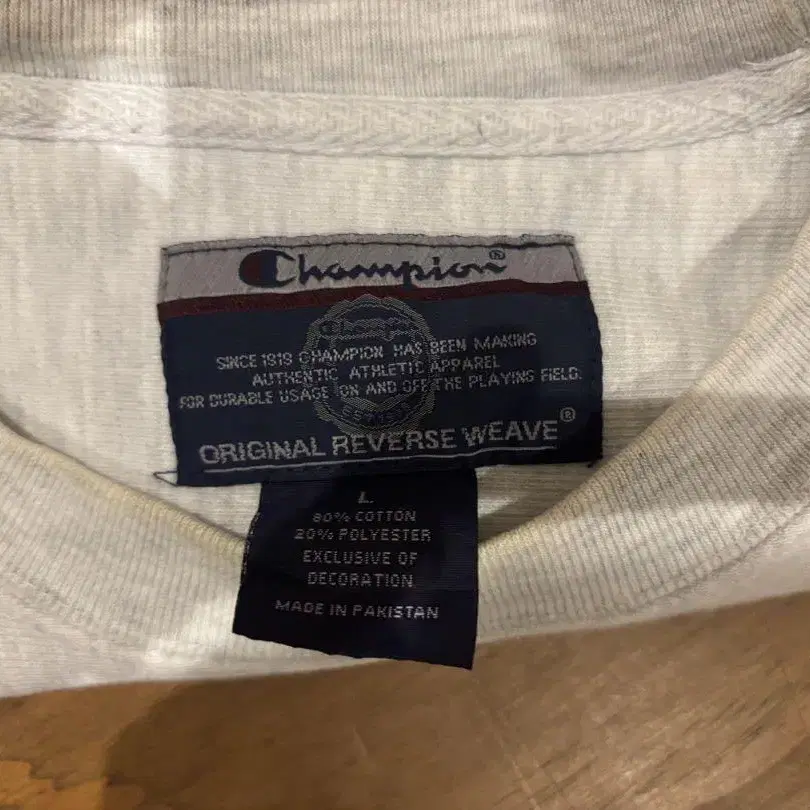 Champion®
Champion
SINCE 1919 CHAMPION HAS BEEN MAKING
AUTHENTIC ATHLETIC APPAREL
FOR DURABLE USAGE ON AND OFF THE PLAYING FIELD.
ORIGINAL REVERSE WEAVE®
L
80% COTTON
20% POLYESTER
EXCLUSIVE OF
DECORATION
MADE IN PAKISTAN